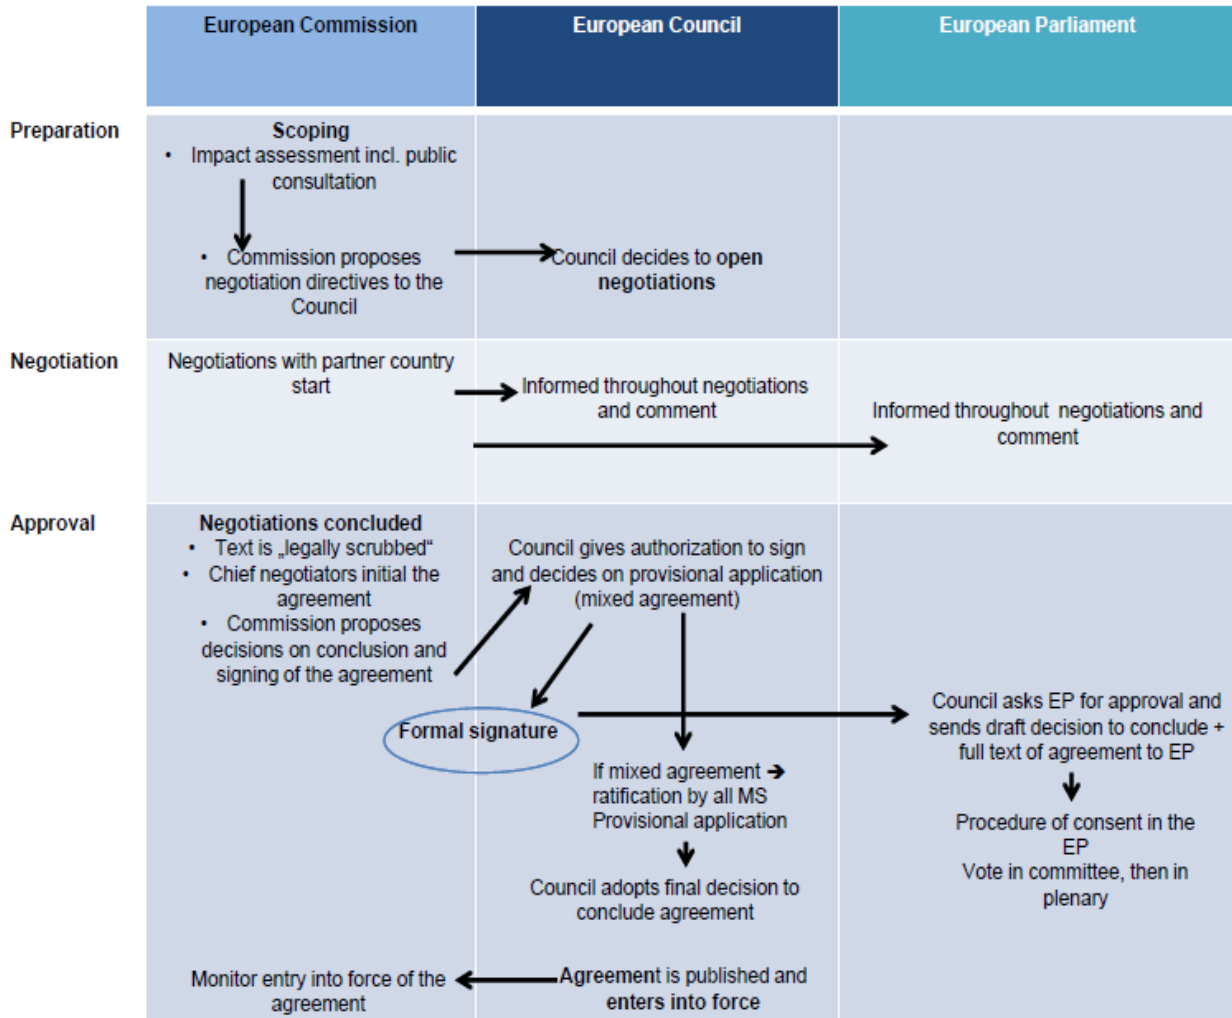 European Commission
European Council
European Parliament
Preparation
Scoping
• Impact assessment incl. public
consultation
• Commission proposes
negotiation directives to the
Council
Council decides to open
negotiations
Negotiation
Negotiations with partner country
start
Informed throughout negotiations
and comment
Informed throughout negotiations and
comment
Approval
Negotiations concluded
• Text is „legally scrubbed“
• Chief negotiators initial the
agreement
• Commission proposes
decisions on conclusion and
signing of the agreement
Council gives authorization to sign
and decides on provisional application
(mixed agreement)
Formal signature
Council asks EP for approval and
sends draft decision to conclude +
full text of agreement to EP
If mixed agreement ➔
ratification by all MS
Provisional application
Procedure of consent in the
EP
Vote in committee, then in
plenary
Council adopts final decision to
conclude agreement
Monitor entry into force of the
agreement
Agreement is published and
enters into force